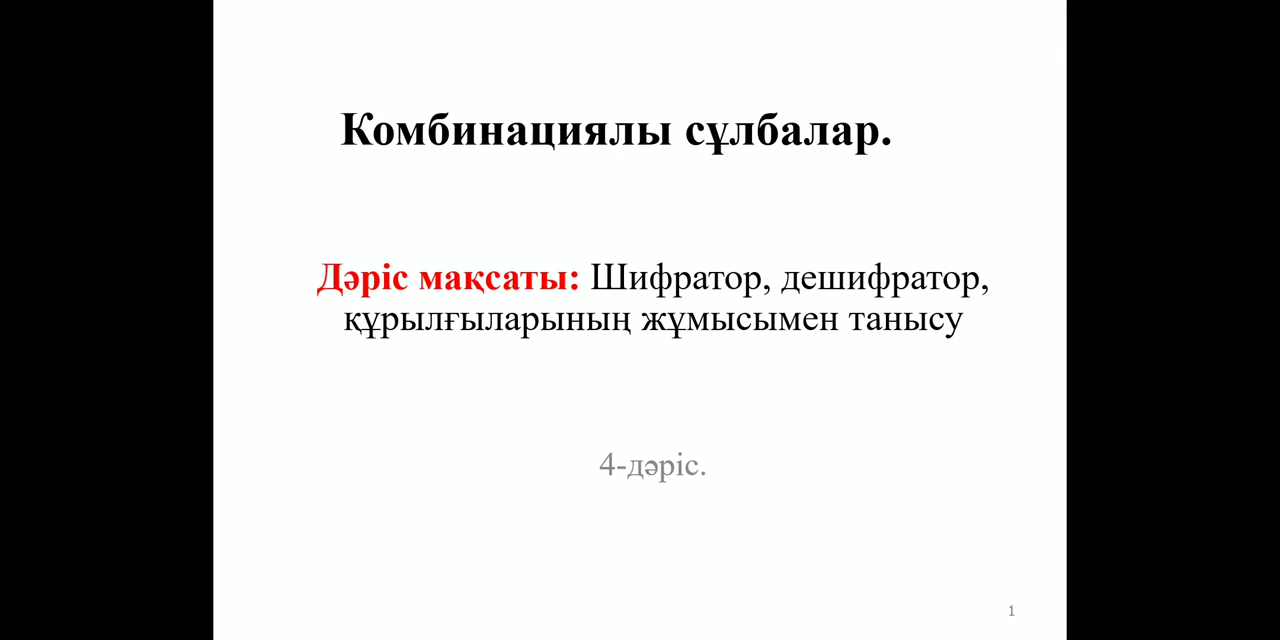 Комбинациялы сұлбалар.
Дәріс мақсаты: Шифратор, дешифратор,
құрылғыларының жұмысымен танысу
4-дәріс.
1